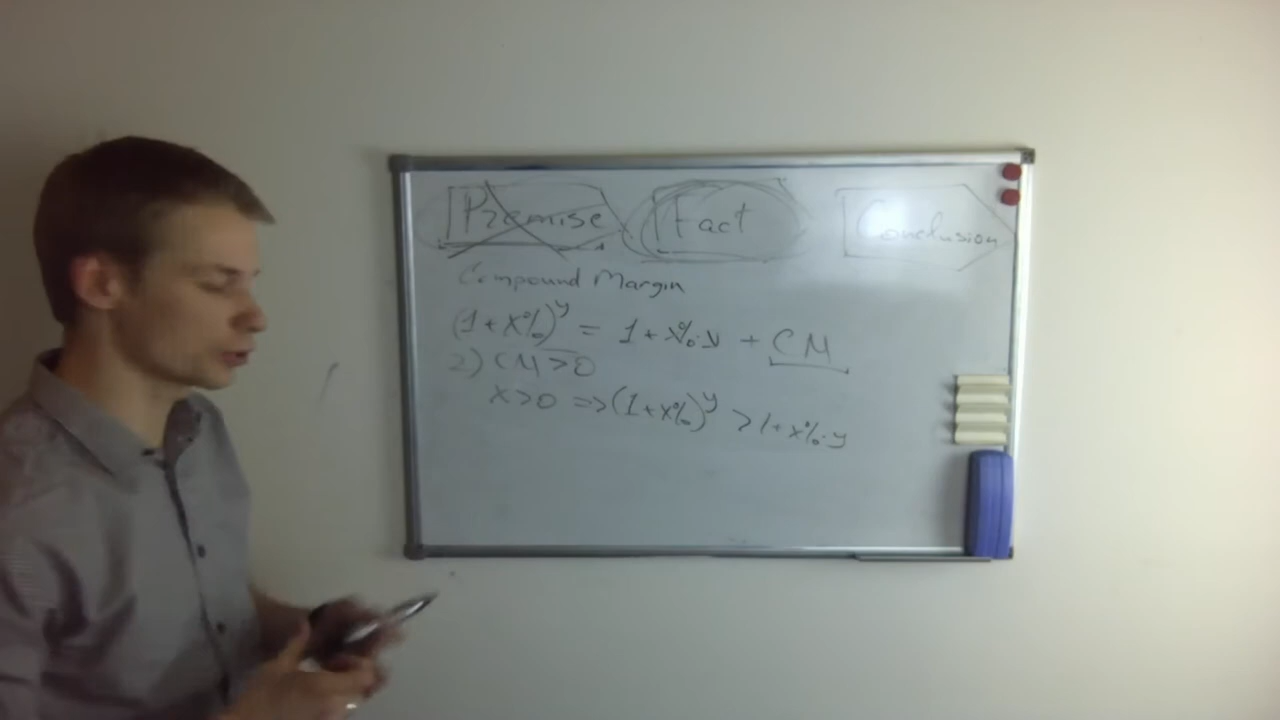 Premise Fact Conclusion
Compound Margin
(1+x%)^y = 1+x%·y + CM
2) CM>0
x>0 => (1+x%)^y > 1+x%·y